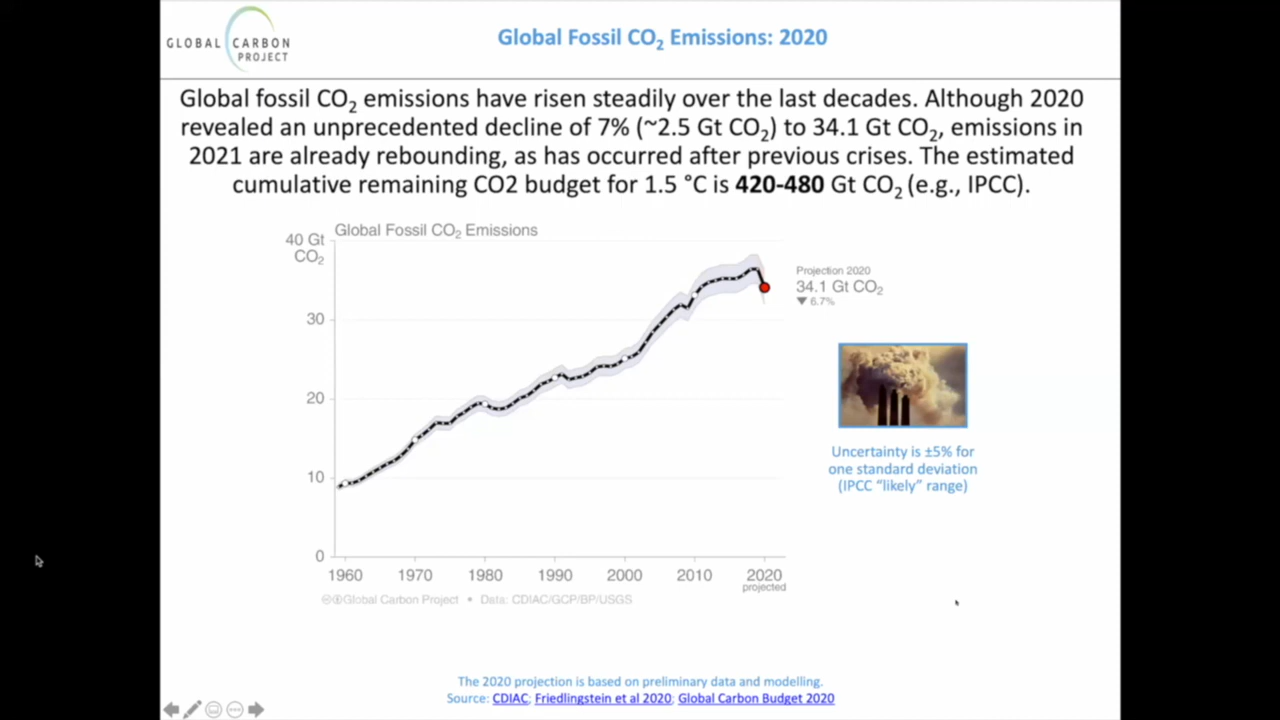 GLOBAL CARBON
PROJECT
Global Fossil CO₂ Emissions: 2020
Global fossil CO₂ emissions have risen steadily over the last decades. Although 2020
revealed an unprecedented decline of 7% (~2.5 Gt CO₂) to 34.1 Gt CO₂, emissions in
2021 are already rebounding, as has occurred after previous crises. The estimated
cumulative remaining CO2 budget for 1.5 °C is 420-480 Gt CO₂ (e.g., IPCC).
Global Fossil CO₂ Emissions
40 Gt
CO₂
30
20
10
0
1960 1970 1980 1990 2000 2010 2020
projected
Projection 2020
34.1 Gt CO₂
▼ 6.7%
Uncertainty is ±5% for
one standard deviation
(IPCC “likely” range)
Global Carbon Project • Data: CDIAC/GCP/BP/USGS
The 2020 projection is based on preliminary data and modelling.
Source: CDIAC; Friedlingstein et al 2020; Global Carbon Budget 2020